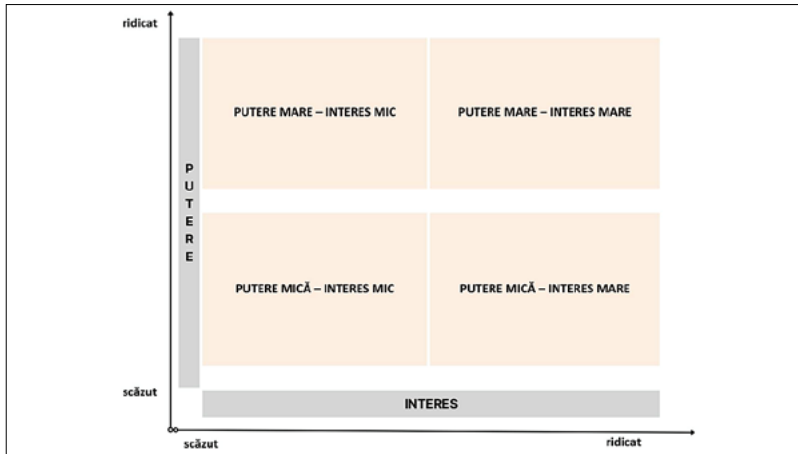 ridicat
PUTERE MARE – INTERES MIC
PUTERE MARE – INTERES MARE
PUTERE
PUTERE MICĂ – INTERES MIC
PUTERE MICĂ – INTERES MARE
scăzut
INTERES
scăzut
ridicat